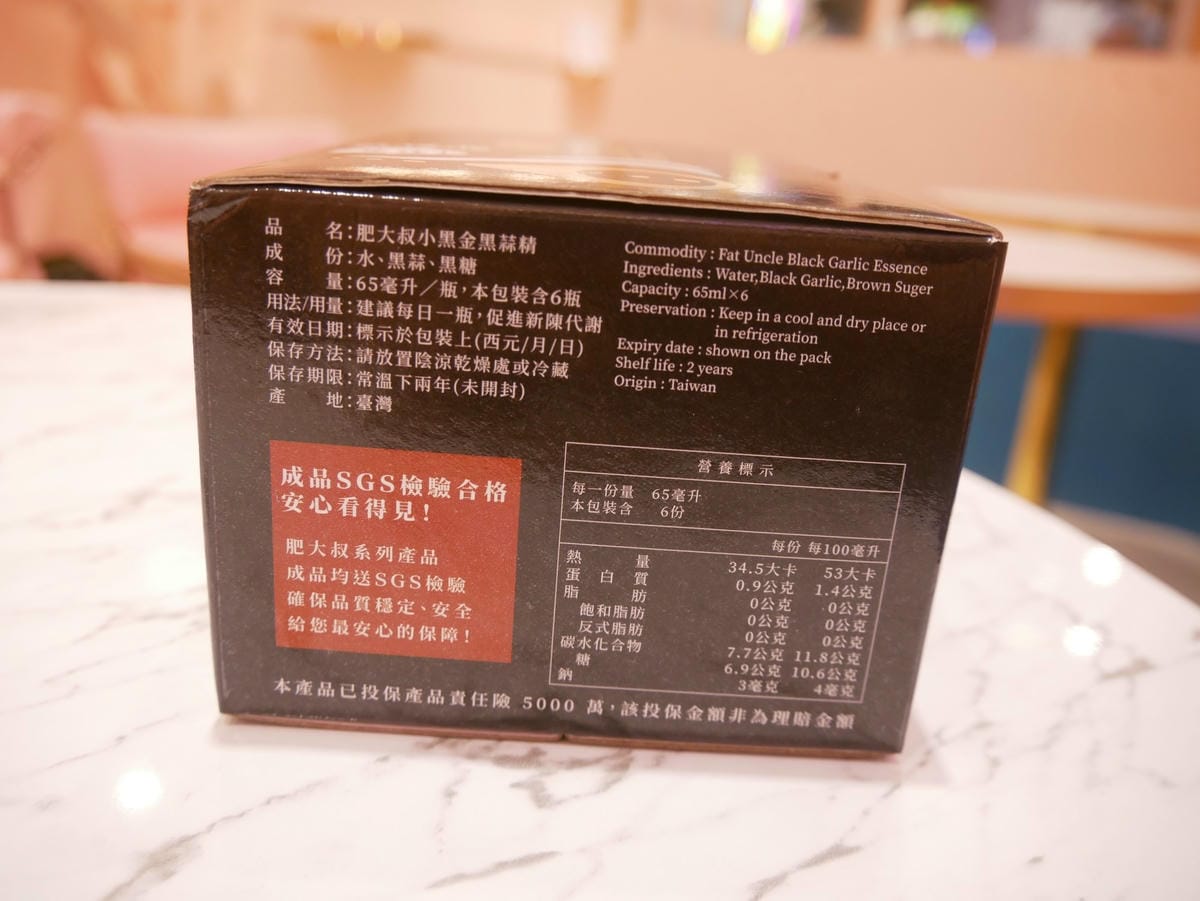 品　　名：肥大叔小黑金黑蒜精
成　　份：水、黑蒜、黑糖
容　　量：65毫升／瓶，本包裝含6瓶
用法/用量：建議每日一瓶，促進新陳代謝
有效日期：標示於包裝上(西元/月/日)
保存方法：請放置陰涼乾燥處或冷藏
保存期限：常溫下兩年(未開封)
產　　地：臺灣
Commodity : Fat Uncle Black Garlic Essence
Ingredients : Water,Black Garlic,Brown Suger
Capacity : 65ml×6
Preservation : Keep in a cool and dry place or
in refrigeration
Expiry date : shown on the pack
Shelf life : 2 years
Origin : Taiwan
成品SGS檢驗合格
安心看得見！
肥大叔系列產品
成品均送SGS檢驗
確保品質穩定、安全
給您最安心的保障！
營養標示
每一份量　65毫升
本包裝含　6份
每份 每100毫升
熱量 34.5大卡 53大卡
蛋白質 0.9公克 1.4公克
脂肪 0公克 0公克
飽和脂肪 0公克 0公克
反式脂肪 0公克 0公克
碳水化合物 7.7公克 11.8公克
糖 6.9公克 10.6公克
鈉 3毫克 4毫克
本產品已投保產品責任險 5000 萬，該投保金額非為理賠金額